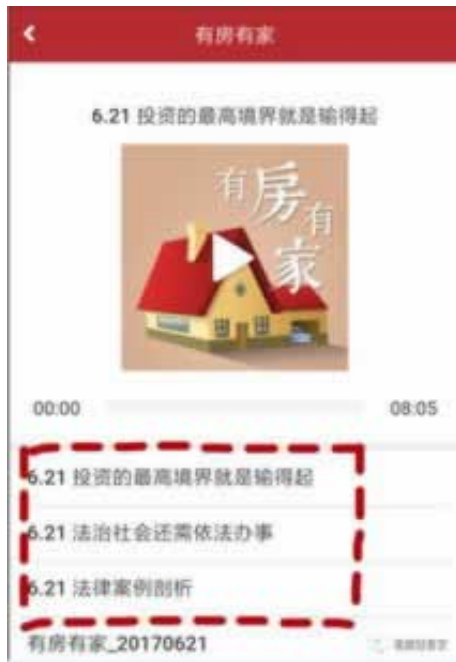 有房有家
6.21 投资的最高境界就是输得起
有房有家
00:00
08:05
6.21 投资的最高境界就是输得起
6.21 法治社会还需依法办事
6.21 法律案例剖析
有房有家_20170621